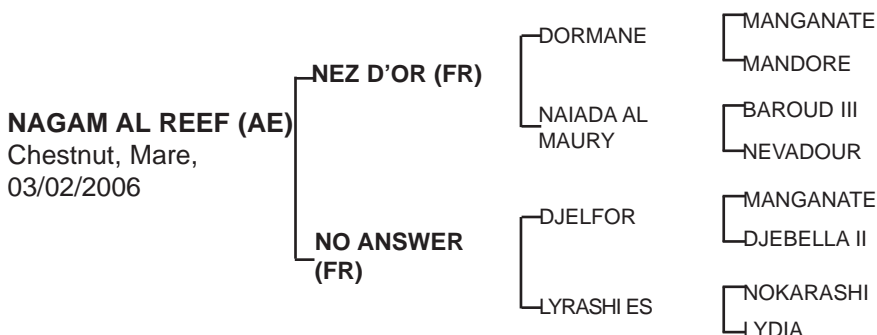 NAGAM AL REEF (AE)
Chestnut, Mare,
03/02/2006
NEZ D'OR (FR)
NO ANSWER
(FR)
DORMANE
NAIADA AL
MAURY
DJELFOR
LYRASHI ES
MANGANATE
MANDORE
BAROUD III
NEVADOUR
MANGANATE
DJEBELLA II
NOKARASHI
LYDIA